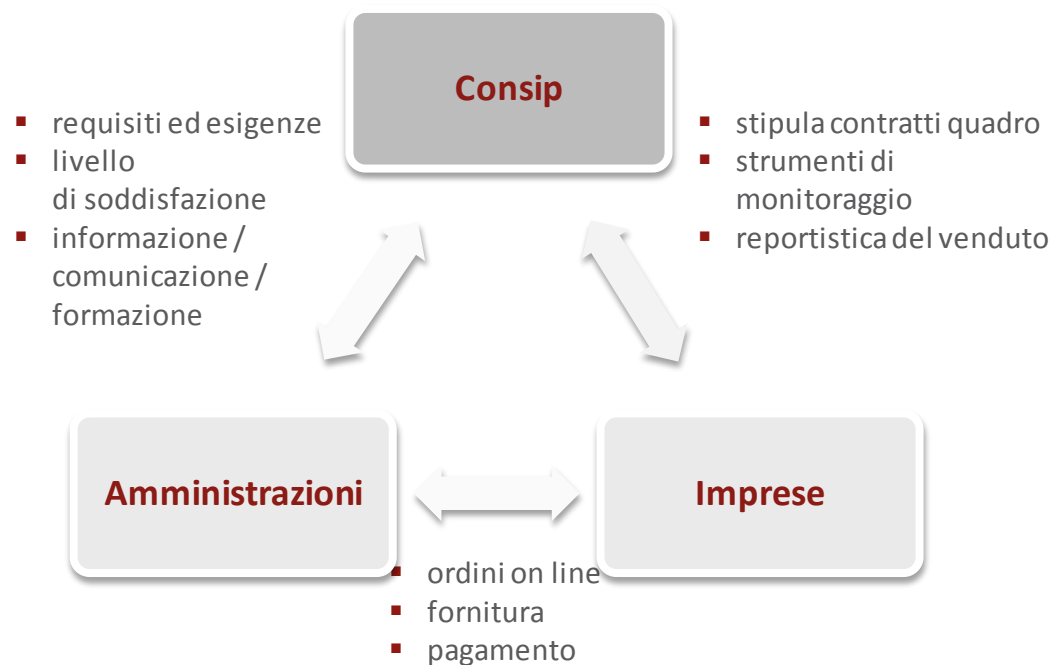 Consip
requisiti ed esigenze
livello
di soddisfazione
informazione /
comunicazione /
formazione
stipula contratti quadro
strumenti di
monitoraggio
reportistica del venduto
Amministrazioni
Imprese
ordini on line
fornitura
pagamento